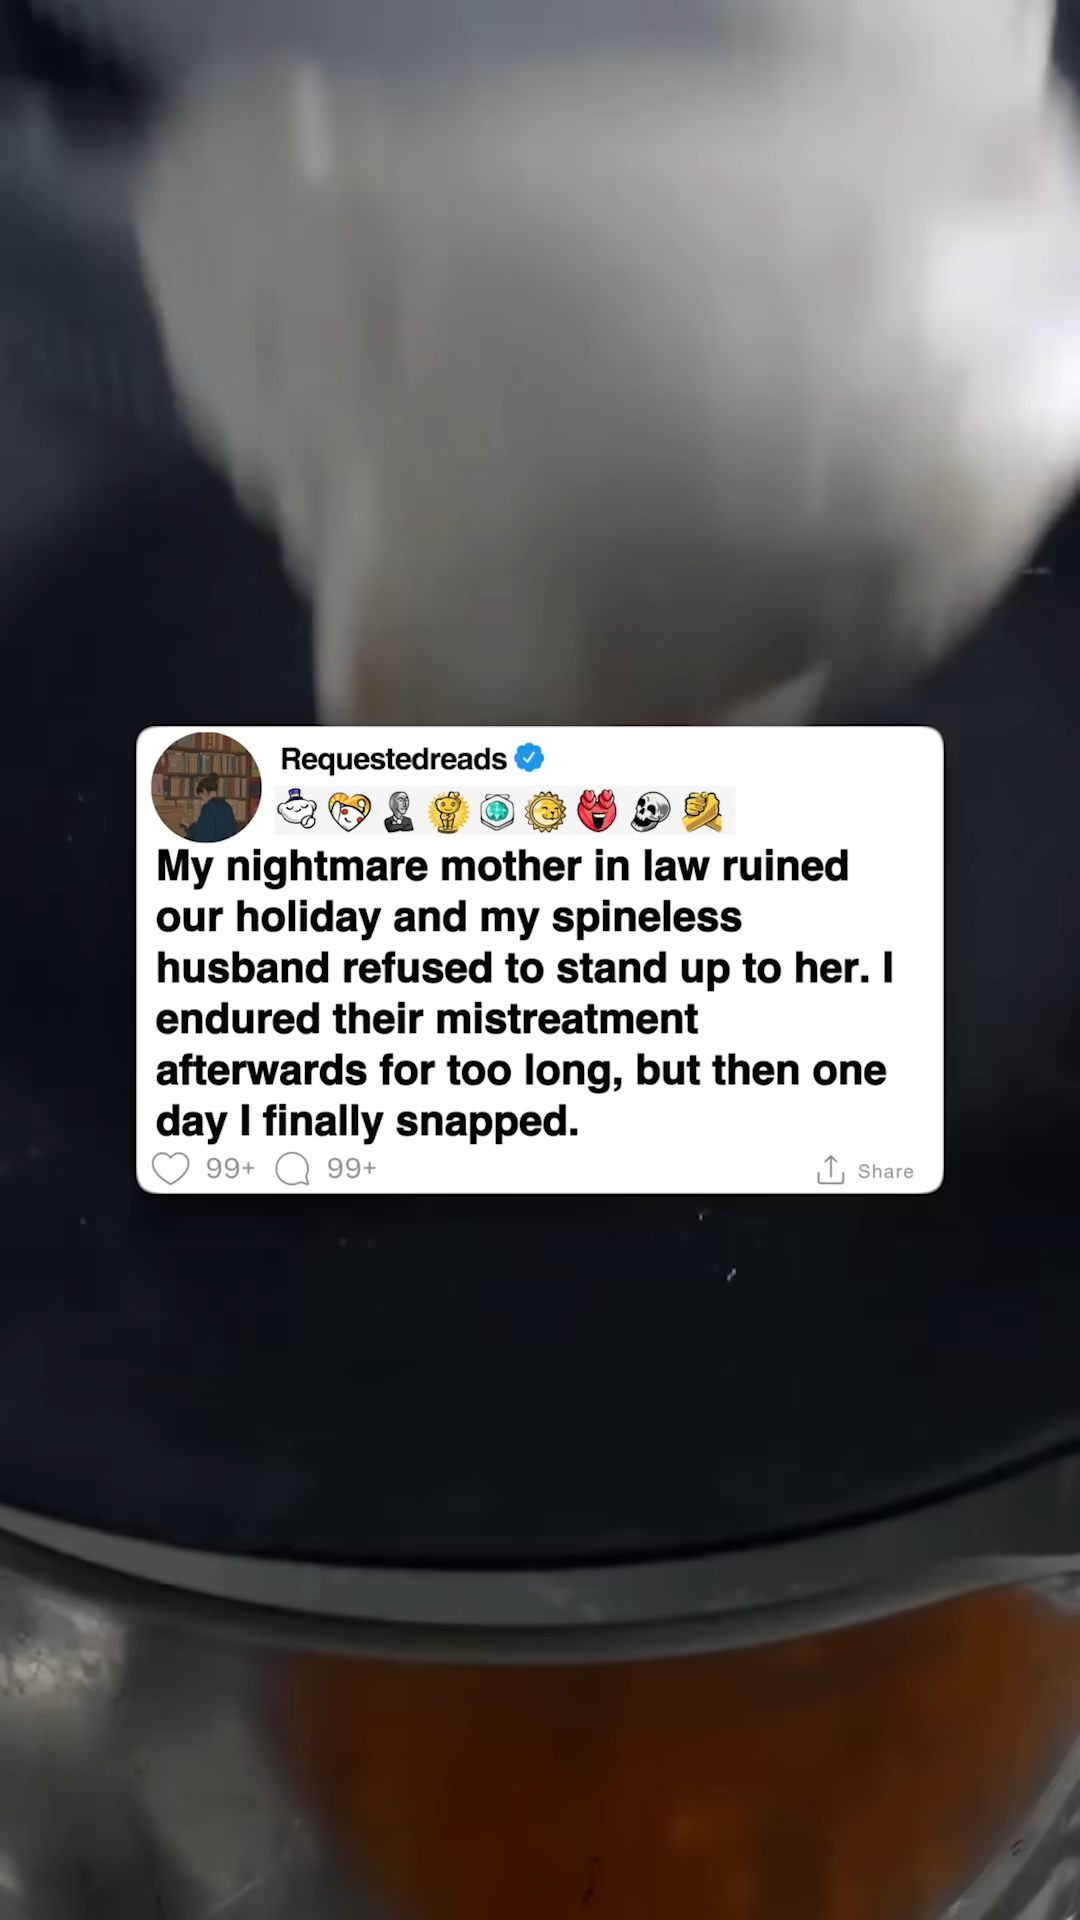 Requestedreads
My nightmare mother in law ruined
our holiday and my spineless
husband refused to stand up to her. I
endured their mistreatment
afterwards for too long, but then one
day I finally snapped.
99+ 99+ Share